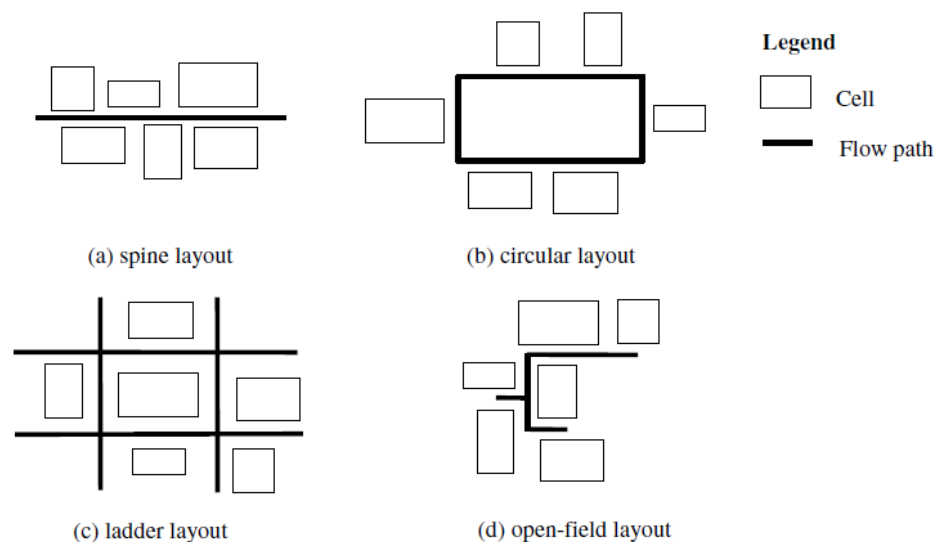 Legend
Cell
Flow path
(a) spine layout
(b) circular layout
(c) ladder layout
(d) open-field layout